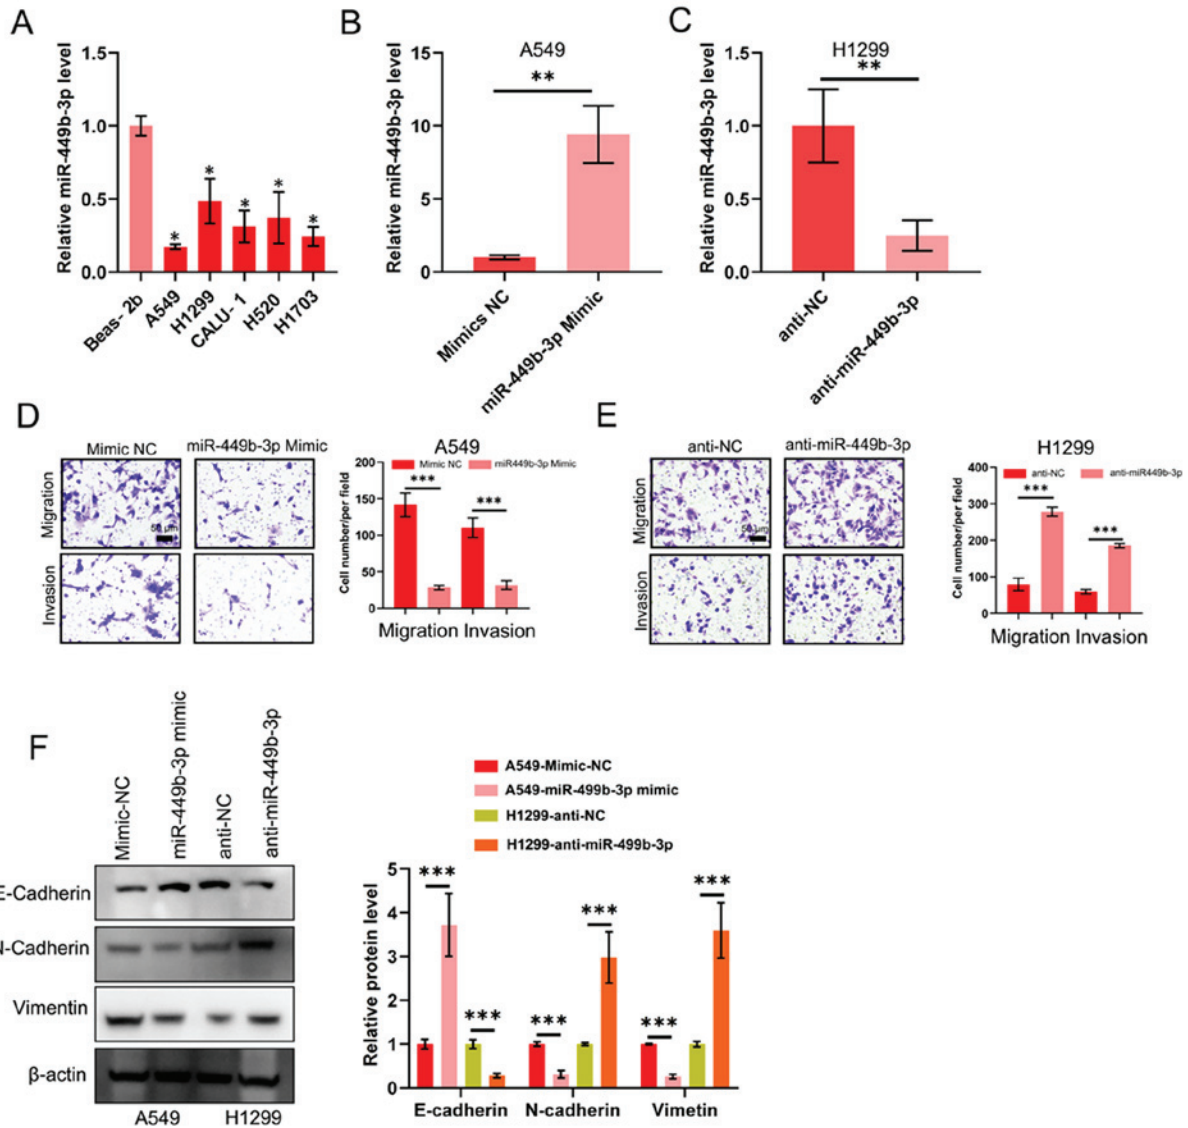 A
Relative miR-449b-3p level
1.5
1.0
0.5
0.0
*
*
*
*
*
Beas- 2b
A549
H1299
CALU- 1
H520
H1703
B
A549
Relative miR-449b-3p level
15
10
5
0
**
Mimics NC
miR-449b-3p Mimic
C
H1299
Relative miR-449b-3p level
1.5
1.0
0.5
0.0
**
anti-NC
anti-miR-449b-3p
D
Mimic NC
miR-449b-3p Mimic
Migration
50 μm
Invasion
A549
Mimic NC
miR449b-3p Mimic
Cell number/per field
200
150
100
50
0
***
***
Migration Invasion
E
anti-NC
anti-miR-449b-3p
Migration
50 μm
Invasion
H1299
anti-NC
anti-miR449b-3p
Cell number/per field
400
300
200
100
0
***
***
Migration Invasion
F
Mimic-NC
miR-449b-3p mimic
anti-NC
anti-miR-449b-3p
E-Cadherin
N-Cadherin
Vimentin
β-actin
A549
H1299
A549-Mimic-NC
A549-miR-499b-3p mimic
H1299-anti-NC
H1299-anti-miR-499b-3p
Relative protein level
5
4
3
2
1
0
***
***
***
***
***
***
E-cadherin
N-cadherin
Vimetin